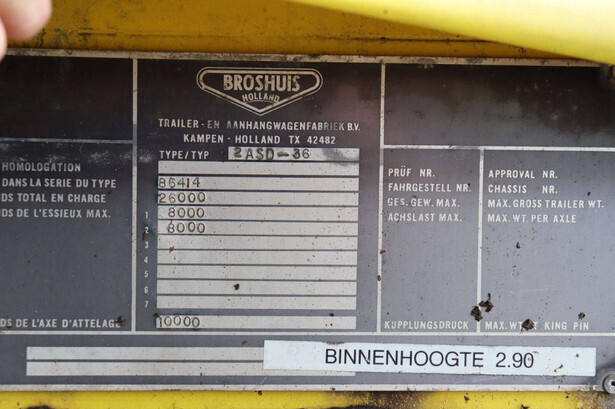 BROSHUIS
HOLLAND
TRAILER - EN AANHANGWAGENFABRIEK B.V.
KAMPEN - HOLLAND TX 42482
TYPE/TYP 2ASD-36
HOMOLOGATION
DANS LA SERIE DU TYPE 86414
DS TOTAL EN CHARGE 26000
DS DE L'ESSIEUX MAX. 1 8000
2 8000
3
4
5
6
7
DS DE L'AXE D'ATTELAGE 10000
PRÜF NR.
FAHRGESTELL NR.
GES. GEW. MAX.
ACHSLAST MAX.
KUPPLUNGSDRUCK
APPROVAL NR.
CHASSIS NR.
MAX. GROSS TRAILER WT.
MAX. WT. PER AXLE
MAX. WT. AT KING PIN
BINNENHOOGTE 2.90